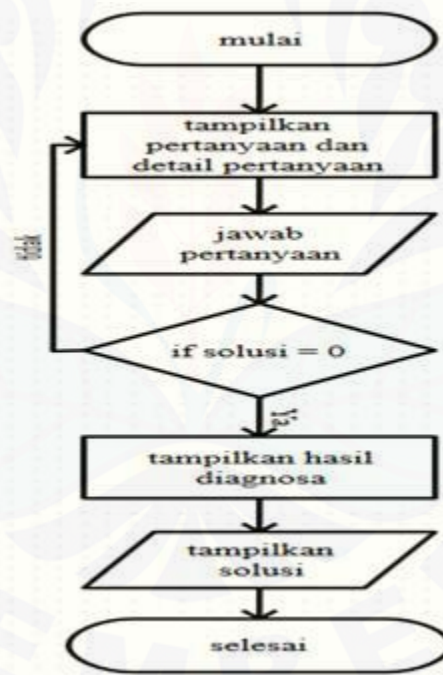 mulai
tampilkan
pertanyaan dan
detail pertanyaan
jawab
pertanyaan
tidak
if solusi = 0
Ya
tampilkan hasil
diagnosa
tampilkan
solusi
selesai